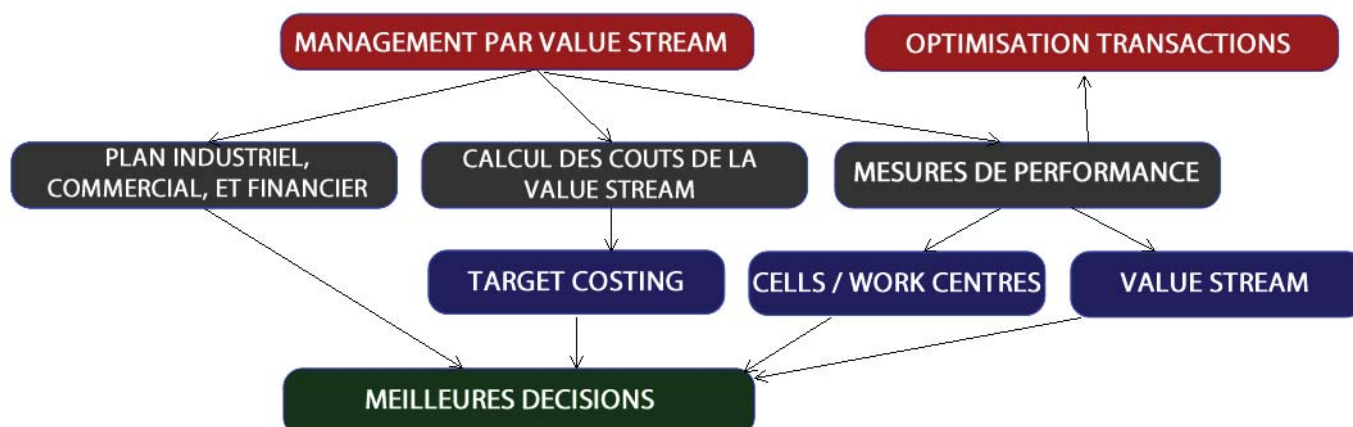 MANAGEMENT PAR VALUE STREAM
OPTIMISATION TRANSACTIONS
PLAN INDUSTRIEL,
COMMERCIAL, ET FINANCIER
CALCUL DES COUTS DE LA
VALUE STREAM
MESURES DE PERFORMANCE
TARGET COSTING
CELLS / WORK CENTRES
VALUE STREAM
MEILLEURES DECISIONS